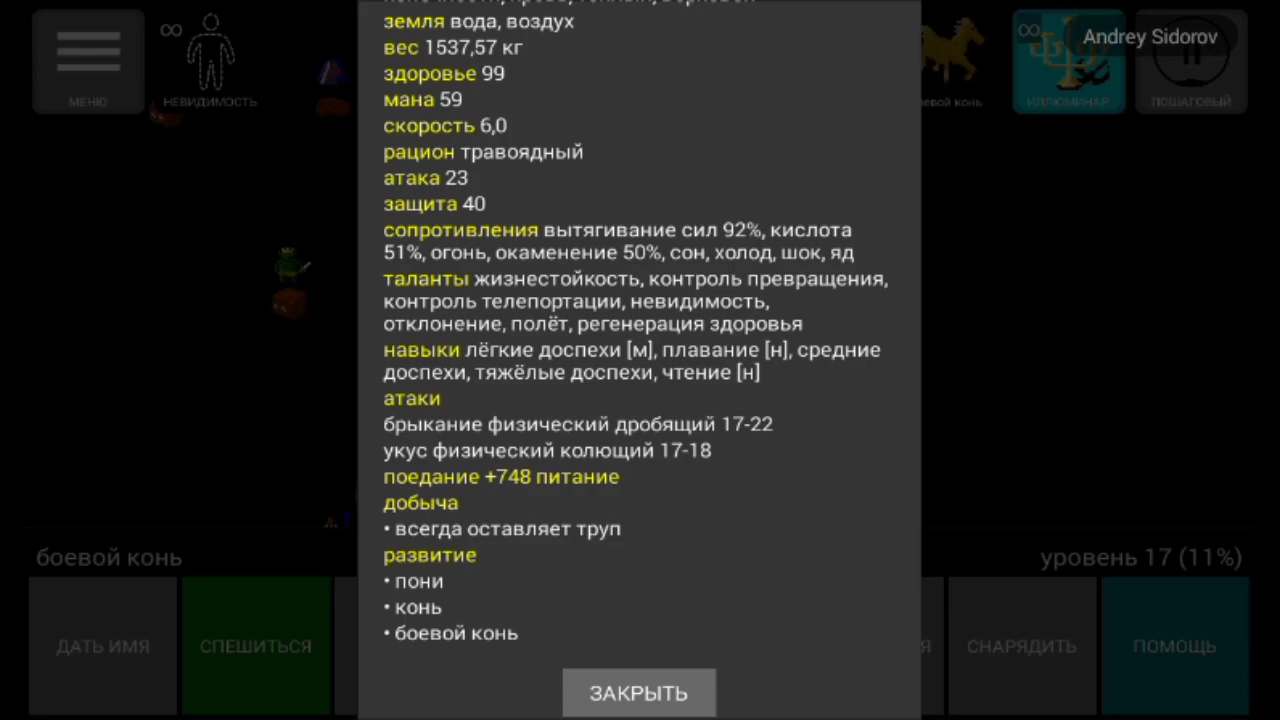 земля вода, воздух
вес 1537,57 кг
здоровье 99
мана 59
скорость 6,0
рацион травоядный
атака 23
защита 40
сопротивления вытягивание сил 92%, кислота
51%, огонь, окаменение 50%, сон, холод, шок, яд
таланты жизнестойкость, контроль превращения,
контроль телепортации, невидимость,
отклонение, полёт, регенерация здоровья
навыки лёгкие доспехи [м], плавание [н], средние
доспехи, тяжёлые доспехи, чтение [н]
атаки
брыкание физический дробящий 17-22
укус физический колющий 17-18
поедание +748 питание
добыча
• всегда оставляет труп
развитие
• пони
• конь
• боевой конь
ЗАКРЫТЬ
∞
МЕНЮ
НЕВИДИМОСТЬ
∞
Andrey Sidorov
евой конь
ИЛЛЮМИНАР
ПОШАГОВЫЙ
боевой конь
уровень 17 (11%)
ДАТЬ ИМЯ
СПЕШИТЬСЯ
Я
СНАРЯДИТЬ
ПОМОЩЬ